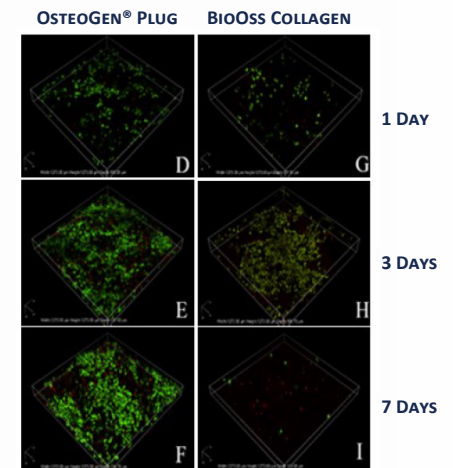 OSTEOGEN® PLUG BIOOSS COLLAGEN
D G 1 DAY
E H 3 DAYS
F I 7 DAYS